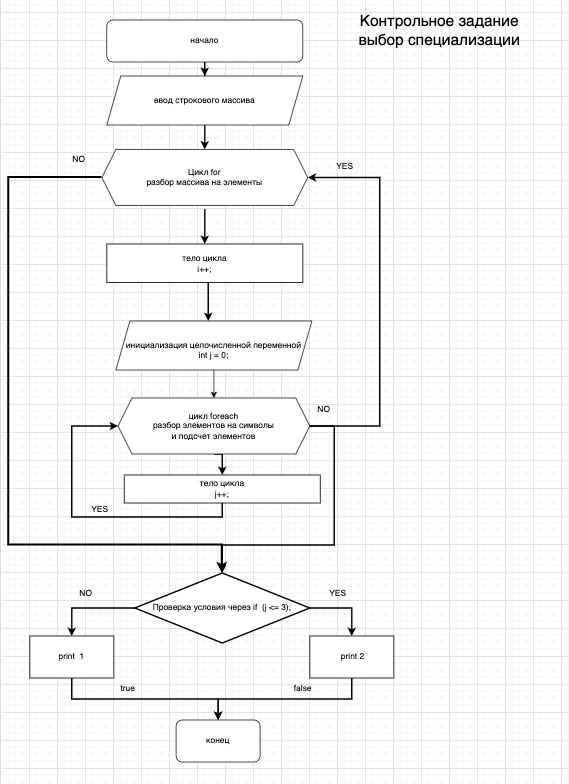 Контрольное задание
выбор специализации
начало
ввод строкового массива
NO
YES
Цикл for
разбор массива на элементы
тело цикла
i++;
инициализация целочисленной переменной
int j = 0;
NO
цикл foreach
разбор элементов на символы
и подсчет элементов
тело цикла
j++;
YES
NO
YES
Проверка условия через if  (j <= 3);
print  1
print 2
true
false
конец